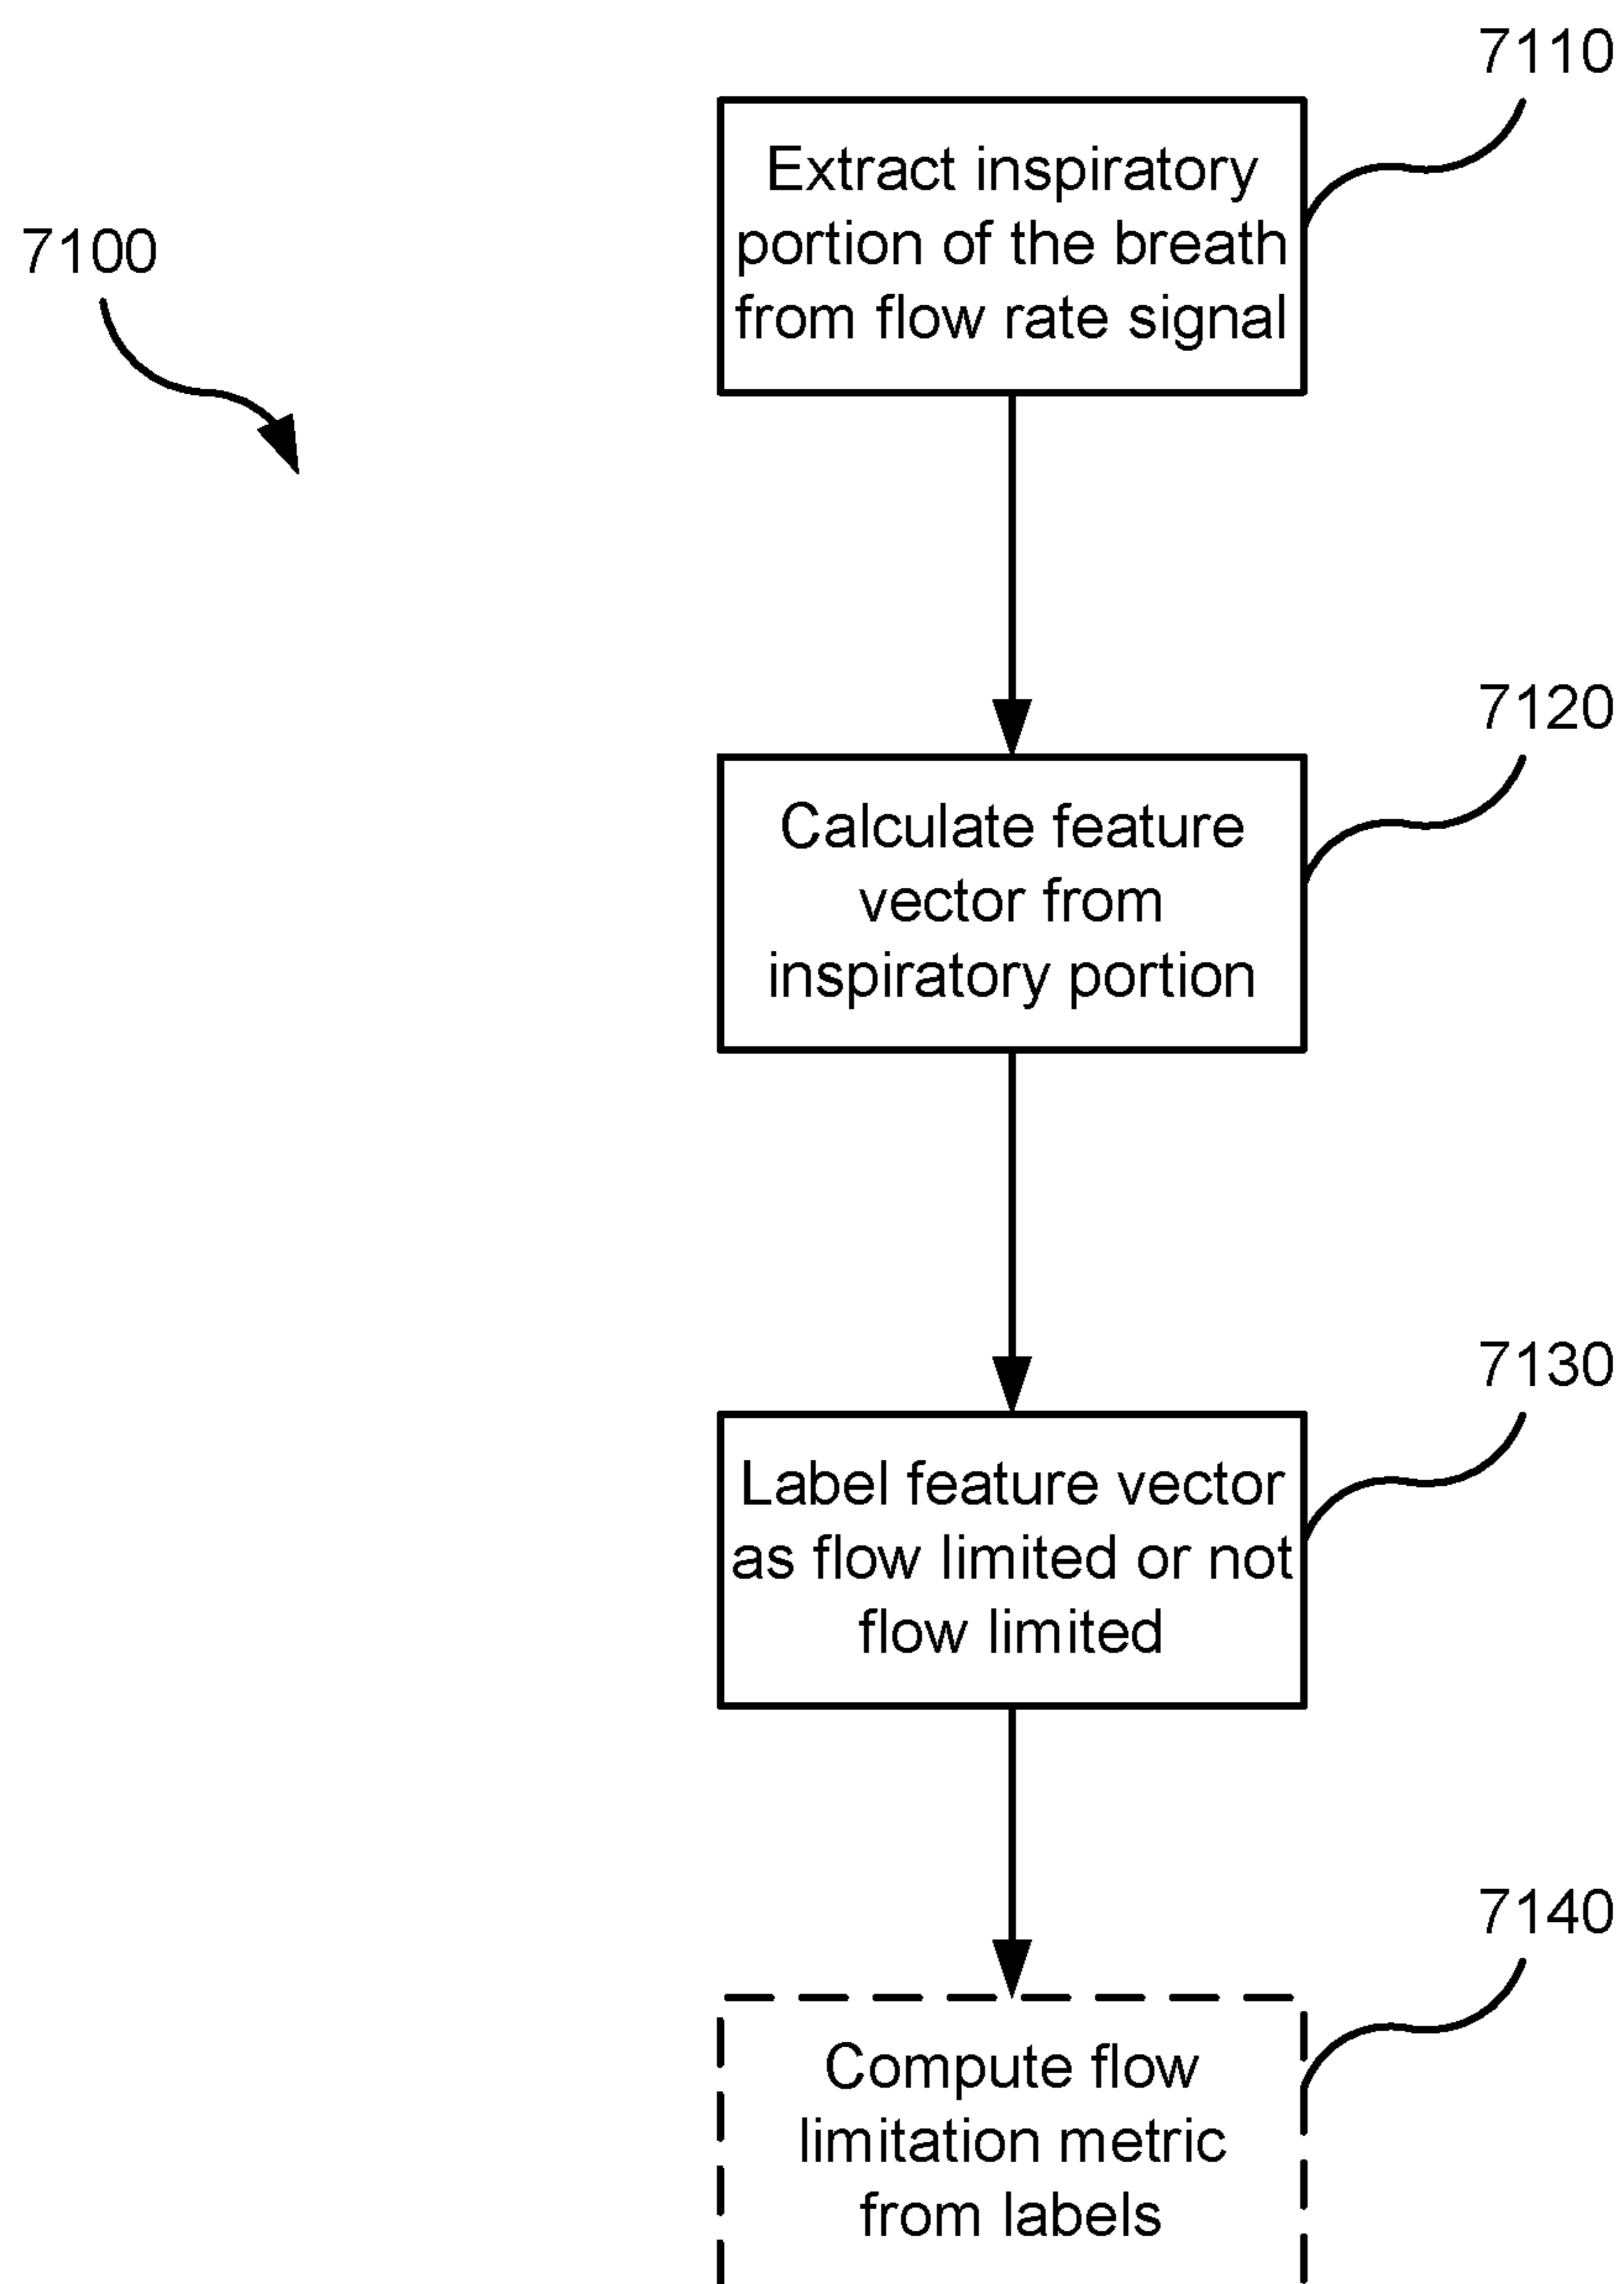 7110
Extract inspiratory
portion of the breath
from flow rate signal
7100
7120
Calculate feature
vector from
inspiratory portion
7130
Label feature vector
as flow limited or not
flow limited
7140
Compute flow
limitation metric
from labels